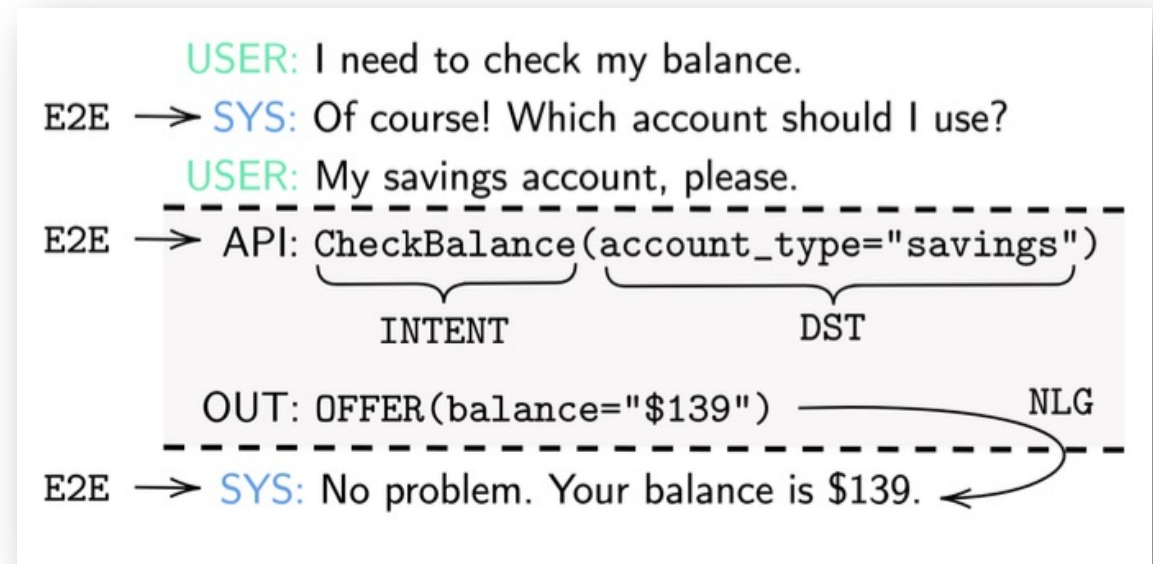 USER: I need to check my balance.
E2E SYS: Of course! Which account should I use?
USER: My savings account, please.
E2E API: CheckBalance(account_type="savings")
INTENT DST
OUT: OFFER(balance="$139") NLG
E2E SYS: No problem. Your balance is $139.